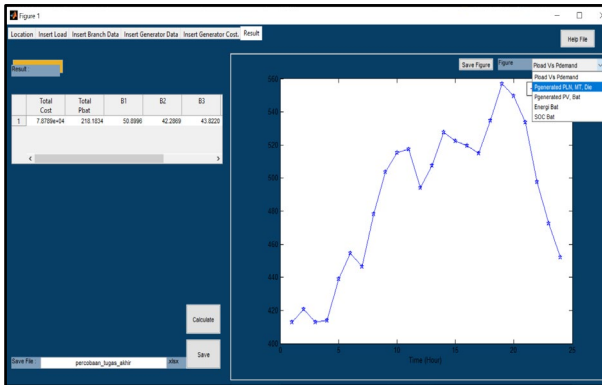 Figure 1
Location Insert Load Insert Branch Data Insert Generator Data Insert Generator Cost. Result
Help File
Result :
Save Figure Figure Pload Vs Pdemand
Pload Vs Pdemand
Pgenerated PLN, MT, Die
Pgenerated PV, Bat
Energi Bat
SOC Bat
Total Cost Total Pbat B1 B2 B3
1 7.8789e+04 218.1834 50.8996 42.2869 43.8220
560
540
520
500
480
460
440
420
400
0 5 10 15 20 25
Time (Hour)
Calculate
Save
Save File : percobaan_tugas_akhir .xlsx